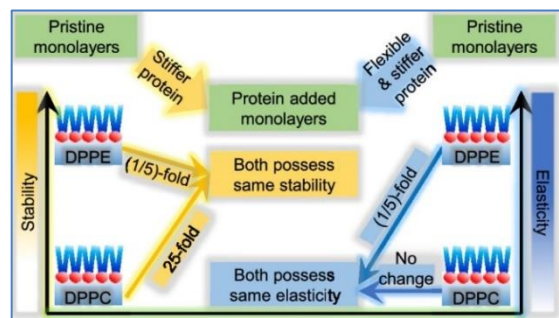 Pristine
monolayers
Pristine
monolayers
Stiffer
protein
Flexible
& stiffer
protein
Protein added
monolayers
Stability
Elasticity
DPPE
DPPE
(1/5)-fold
Both possess
same stability
(1/5)-fold
25-fold
No
change
Both possess
same elasticity
DPPC
DPPC